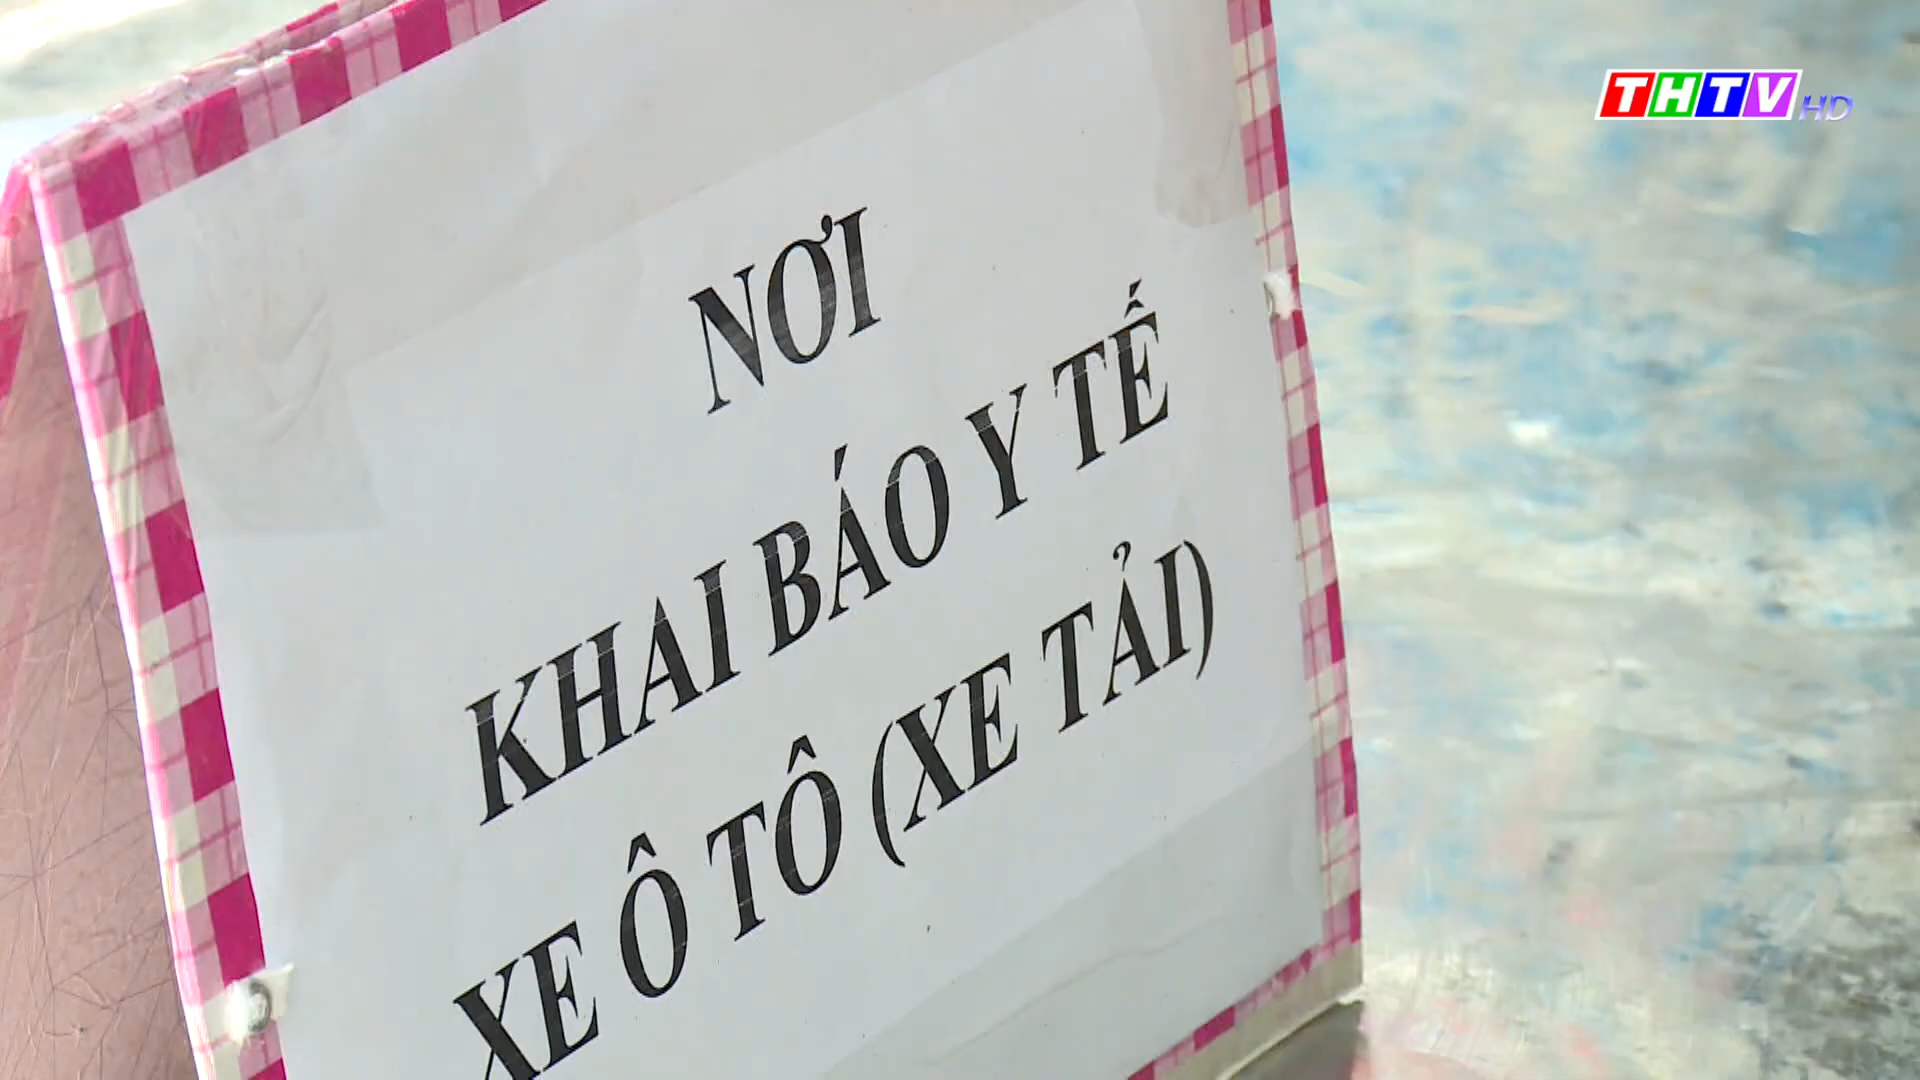 THTV HD
NƠI
KHAI BÁO Y TẾ
XE Ô TÔ (XE TẢI)